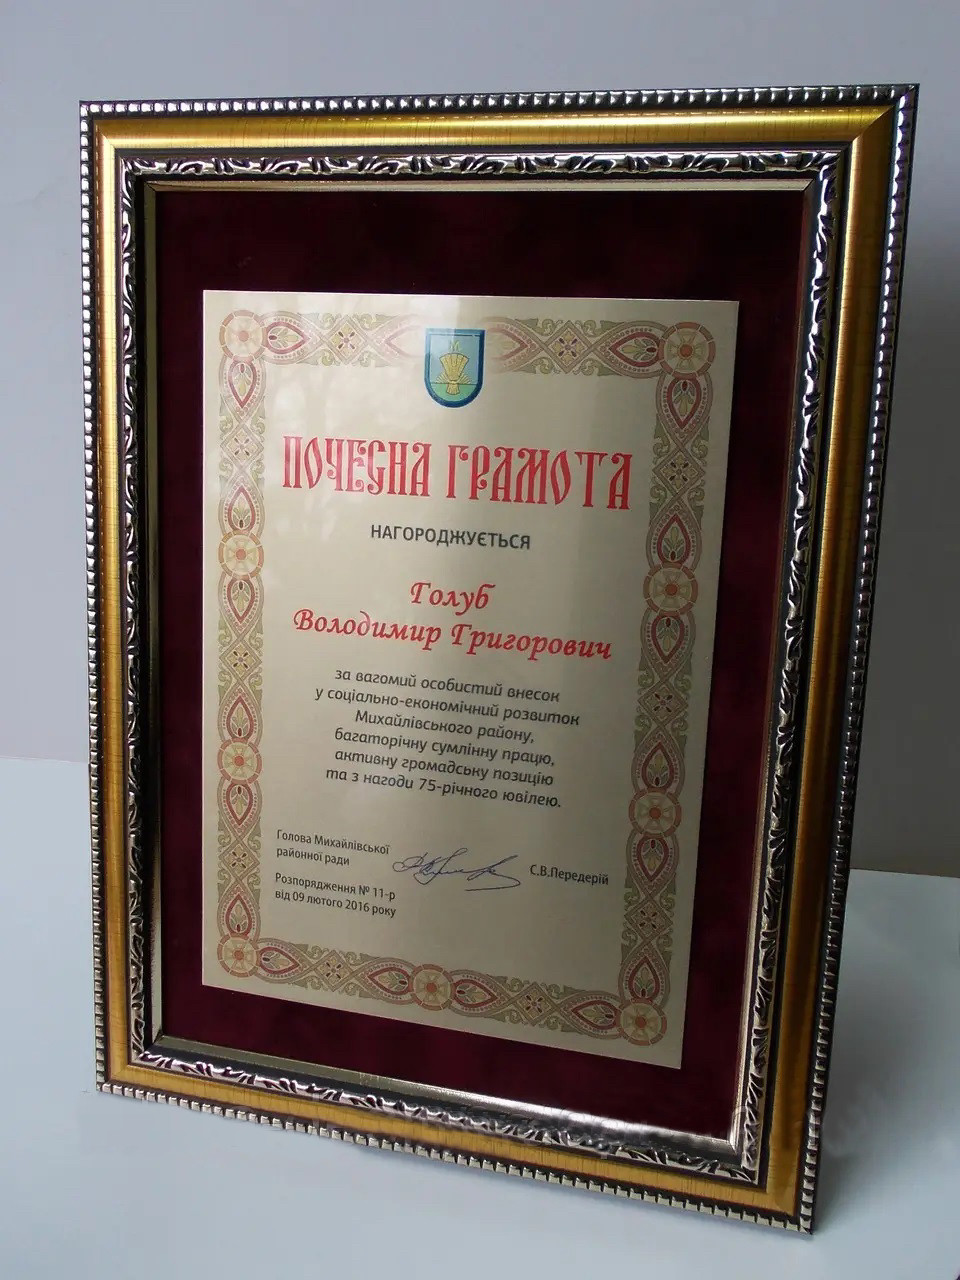 ПОЧЕСНА ГРАМОТА
НАГОРОДЖУЄТЬСЯ
Голуб
Володимир Григорович
за вагомий особистий внесок
у соціально-економічний розвиток
Михайлівського району,
багаторічну сумлінну працю,
активну громадську позицію
та з нагоди 75-річного ювілею.
Голова Михайлівської
районної ради
С.В.Передерій
Розпорядження № 11-р
від 09 лютого 2016 року